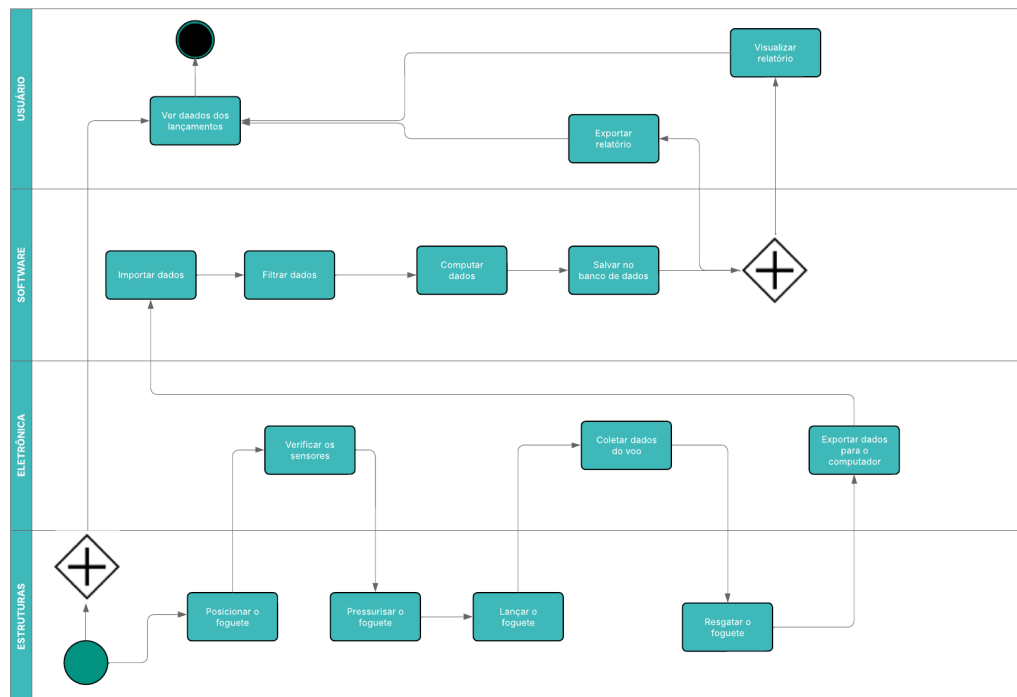 USUÁRIO
Visualizar
relatório
Ver daados dos
lançamentos
Exportar
relatório
SOFTWARE
Importar dados
Filtrar dados
Computar
dados
Salvar no
banco de dados
ELETRÔNICA
Verificar os
sensores
Coletar dados
do voo
Exportar dados
para o
computador
ESTRUTURAS
Posicionar o
foguete
Pressurisar o
foguete
Lançar o
foguete
Resgatar o
foguete